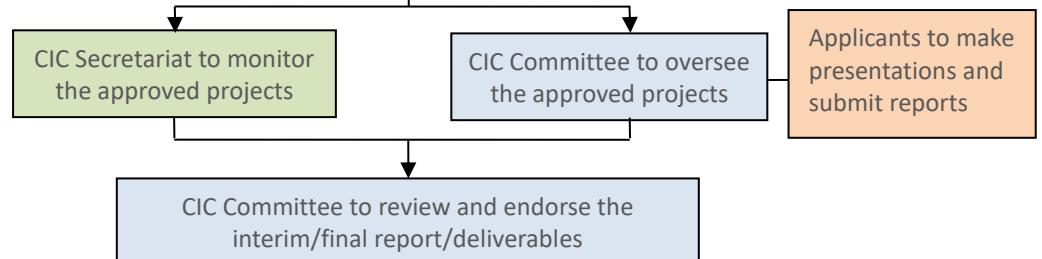 CIC Secretariat to monitor
the approved projects
CIC Committee to oversee
the approved projects
Applicants to make
presentations and
submit reports
CIC Committee to review and endorse the
interim/final report/deliverables